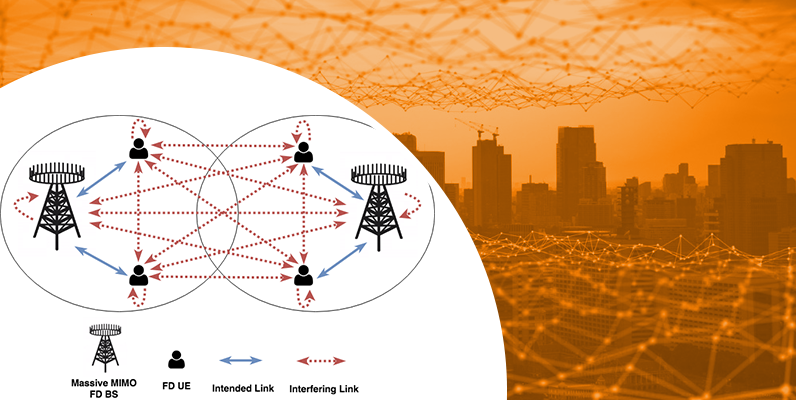 Massive MIMO
FD BS
FD UE
Intended Link
Interfering Link